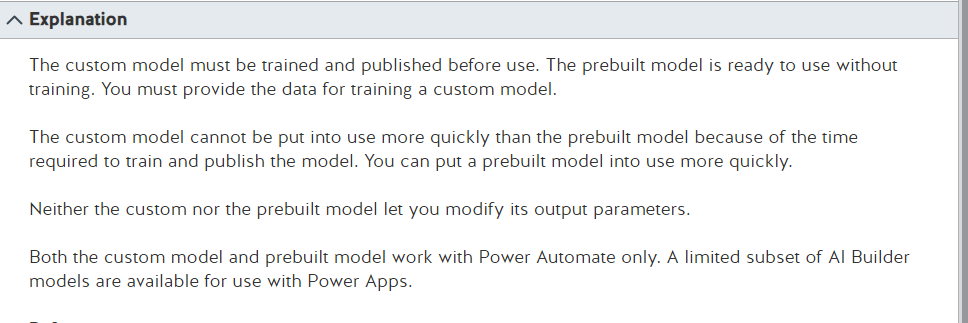 Explanation
The custom model must be trained and published before use. The prebuilt model is ready to use without
training. You must provide the data for training a custom model.
The custom model cannot be put into use more quickly than the prebuilt model because of the time
required to train and publish the model. You can put a prebuilt model into use more quickly.
Neither the custom nor the prebuilt model let you modify its output parameters.
Both the custom model and prebuilt model work with Power Automate only. A limited subset of AI Builder
models are available for use with Power Apps.